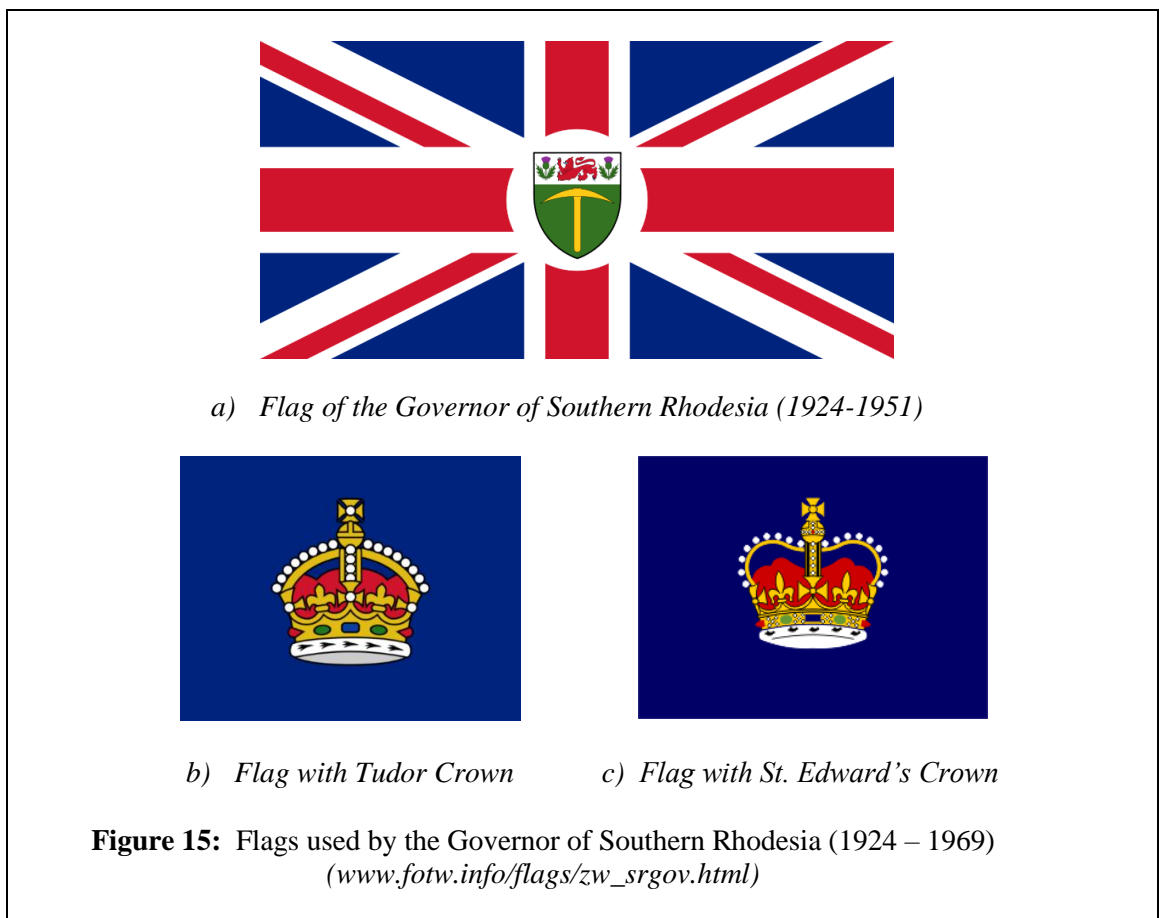 a) Flag of the Governor of Southern Rhodesia (1924-1951)
b) Flag with Tudor Crown
c) Flag with St. Edward's Crown
Figure 15: Flags used by the Governor of Southern Rhodesia (1924 – 1969)
(www.fotw.info/flags/zw_srgov.html)